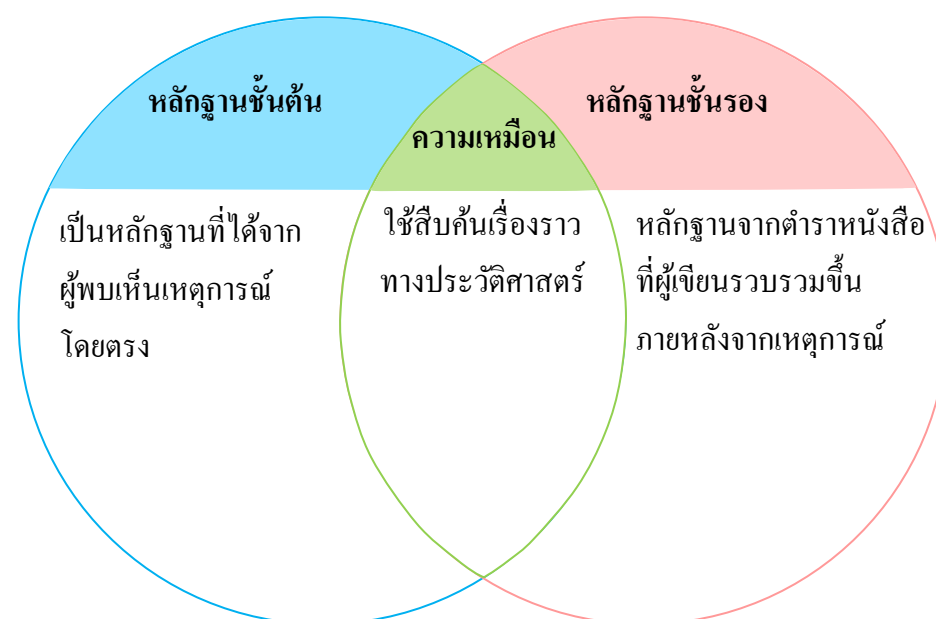 หลักฐานชั้นต้น
เป็นหลักฐานที่ได้จาก
ผู้พบเห็นเหตุการณ์
โดยตรง
ความเหมือน
ใช้สืบค้นเรื่องราว
ทางประวัติศาสตร์
หลักฐานชั้นรอง
หลักฐานจากตำราหนังสือ
ที่ผู้เขียนรวบรวมขึ้น
ภายหลังจากเหตุการณ์